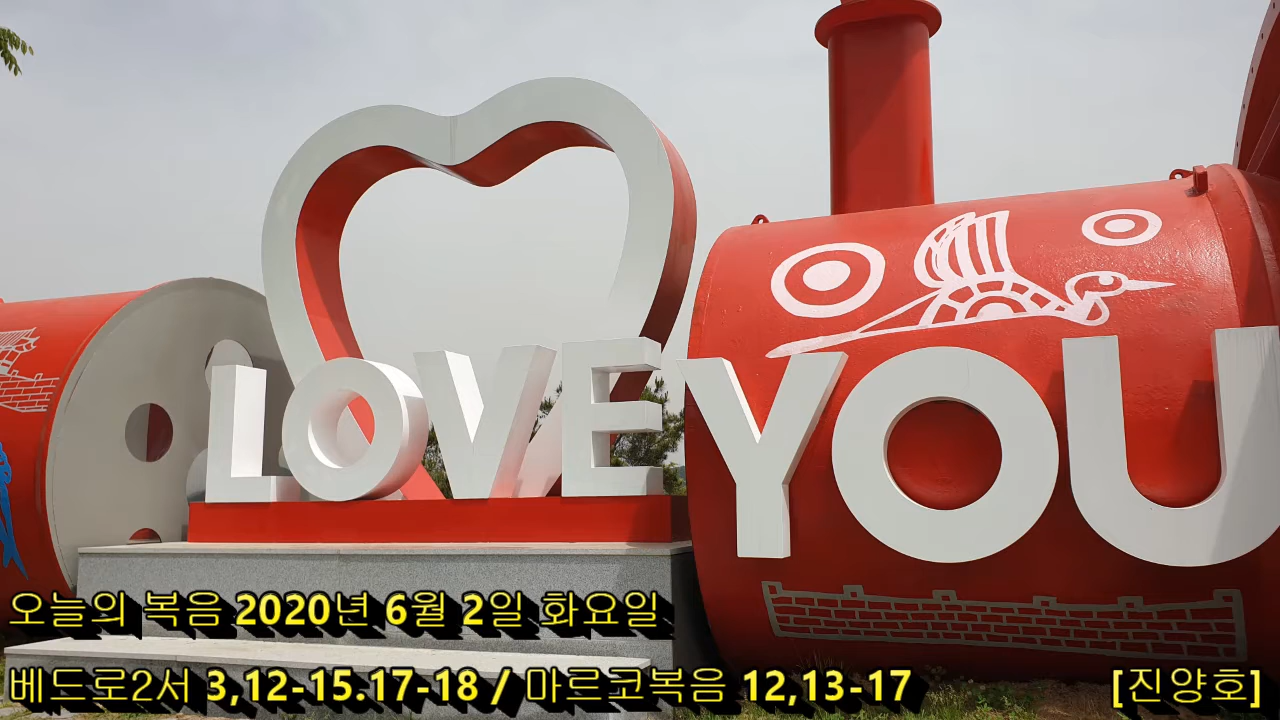 LOVE YOU
오늘의 복음 2020년 6월 2일 화요일
베드로2서 3,12-15.17-18 / 마르코복음 12,13-17 [진양호]